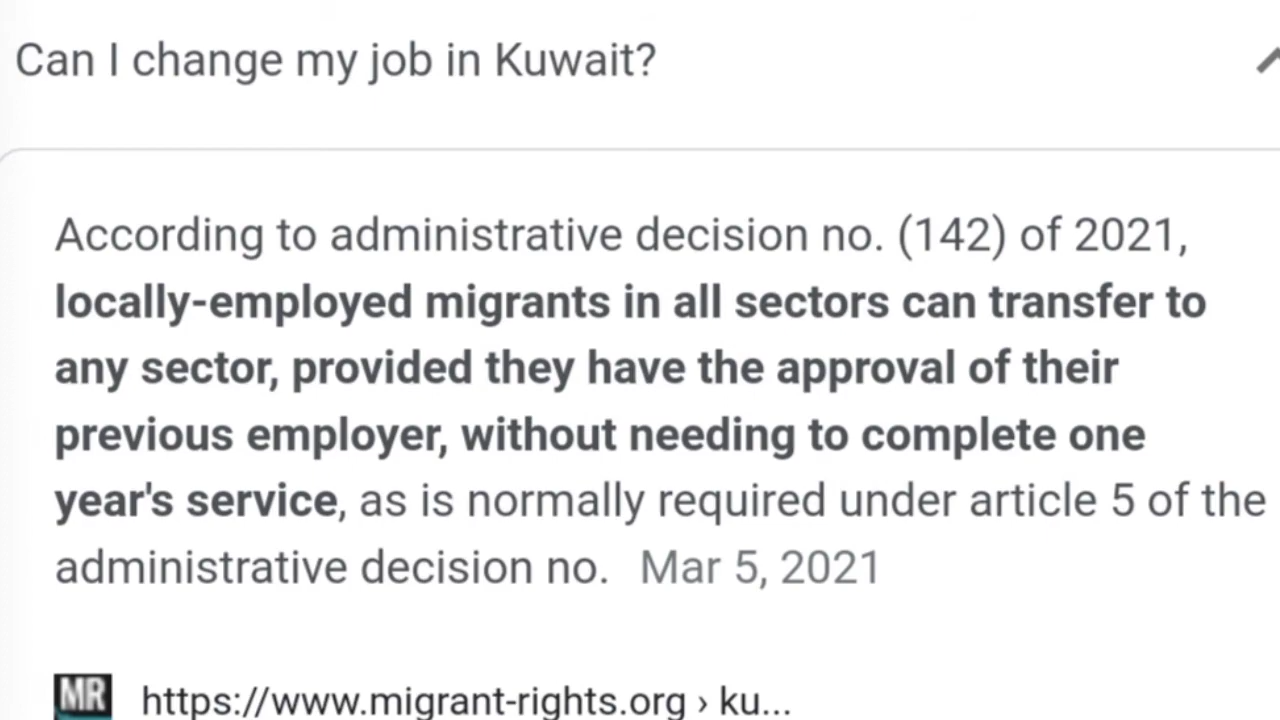 Can I change my job in Kuwait?
According to administrative decision no. (142) of 2021,
locally-employed migrants in all sectors can transfer to
any sector, provided they have the approval of their
previous employer, without needing to complete one
year's service, as is normally required under article 5 of the
administrative decision no. Mar 5, 2021
MR
https://www.migrant-rights.org › ku...